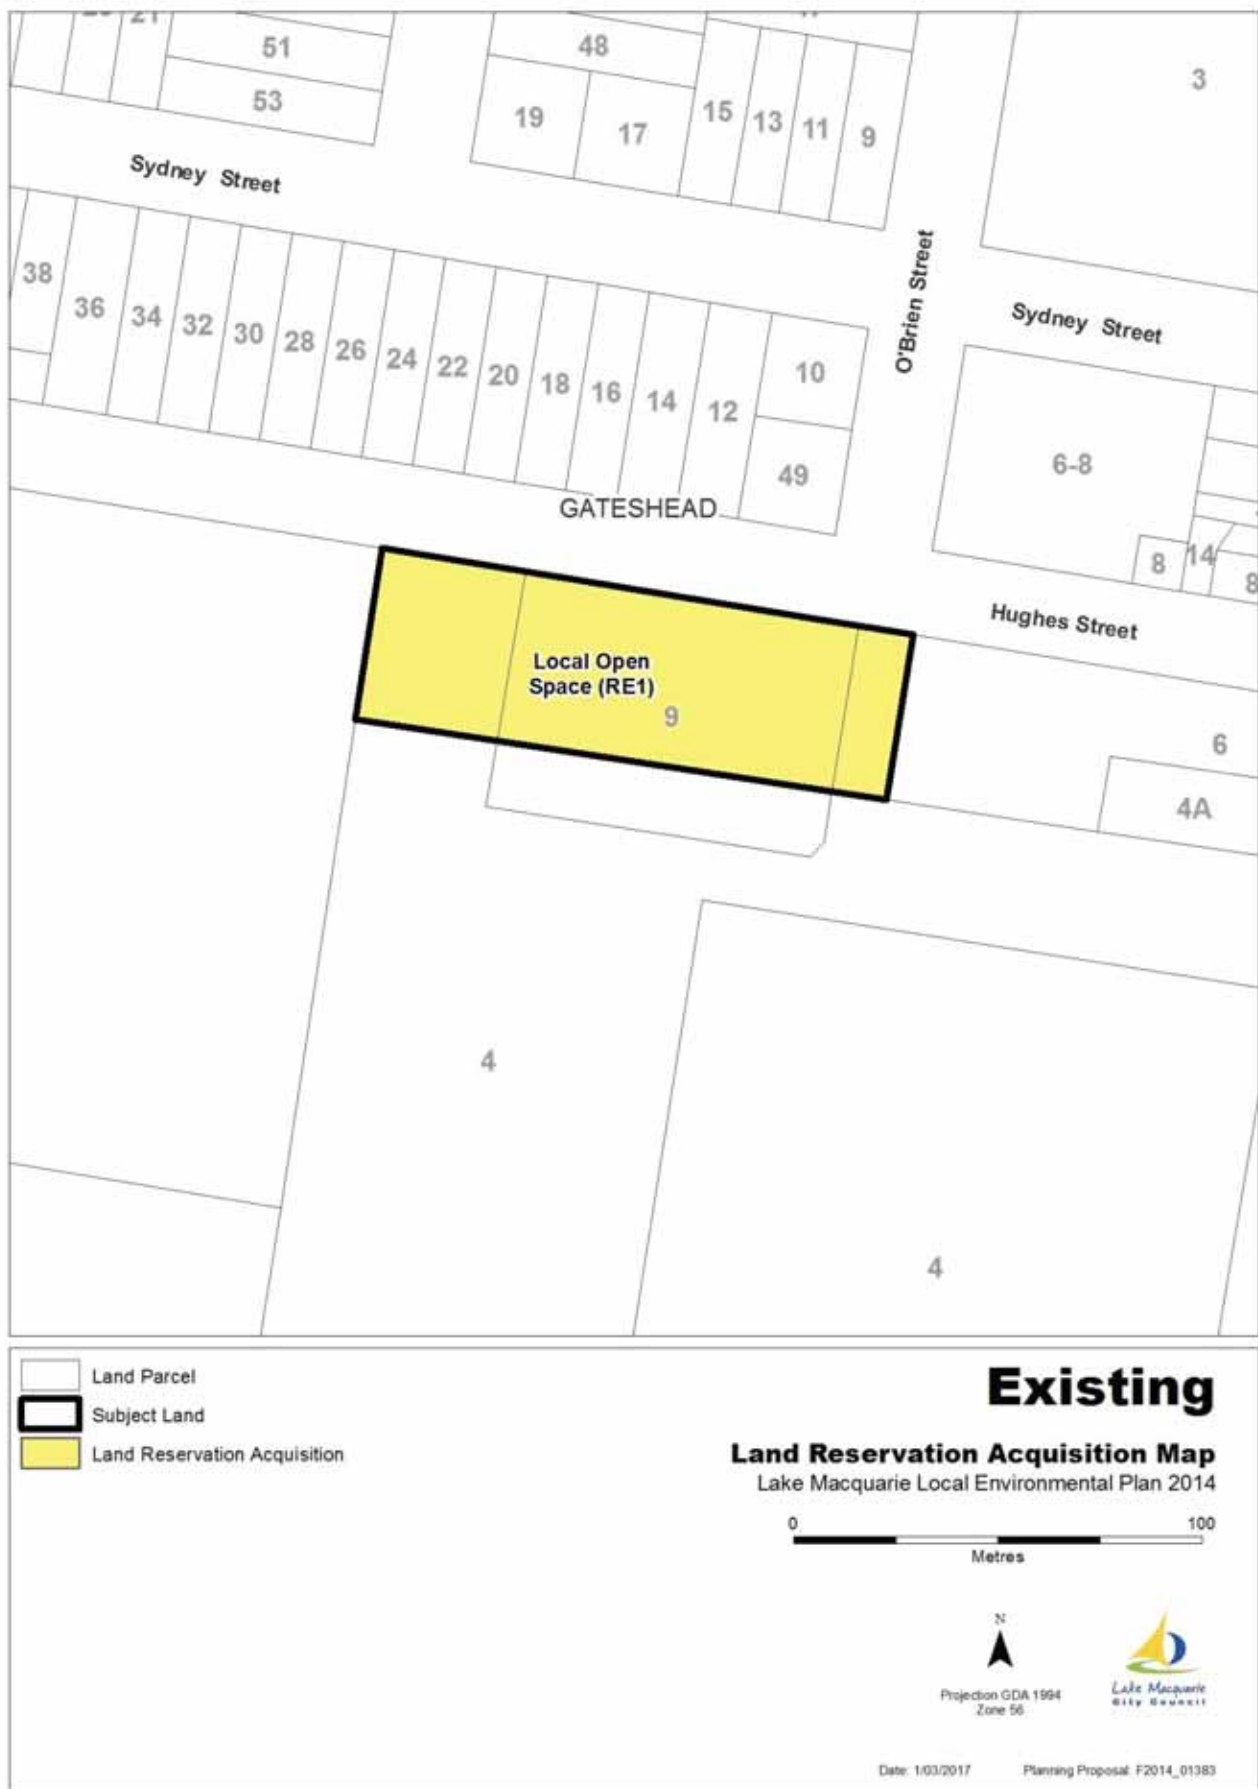 21
51
48
53
3
19
17
15
13
11
9
Sydney Street
38
36
34
32
30
28
26
24
22
20
18
16
14
12
10
49
O'Brien Street
Sydney Street
6-8
GATESHEAD
8
14
8
Hughes Street
Local Open
Space (RE1)
9
6
4A
4
4
Land Parcel
Subject Land
Land Reservation Acquisition
Existing
Land Reservation Acquisition Map
Lake Macquarie Local Environmental Plan 2014
0 100
Metres
N
Projection GDA 1994
Zone 56
Lake Macquarie
City Council
Date: 1/03/2017 Planning Proposal: F2014_01383